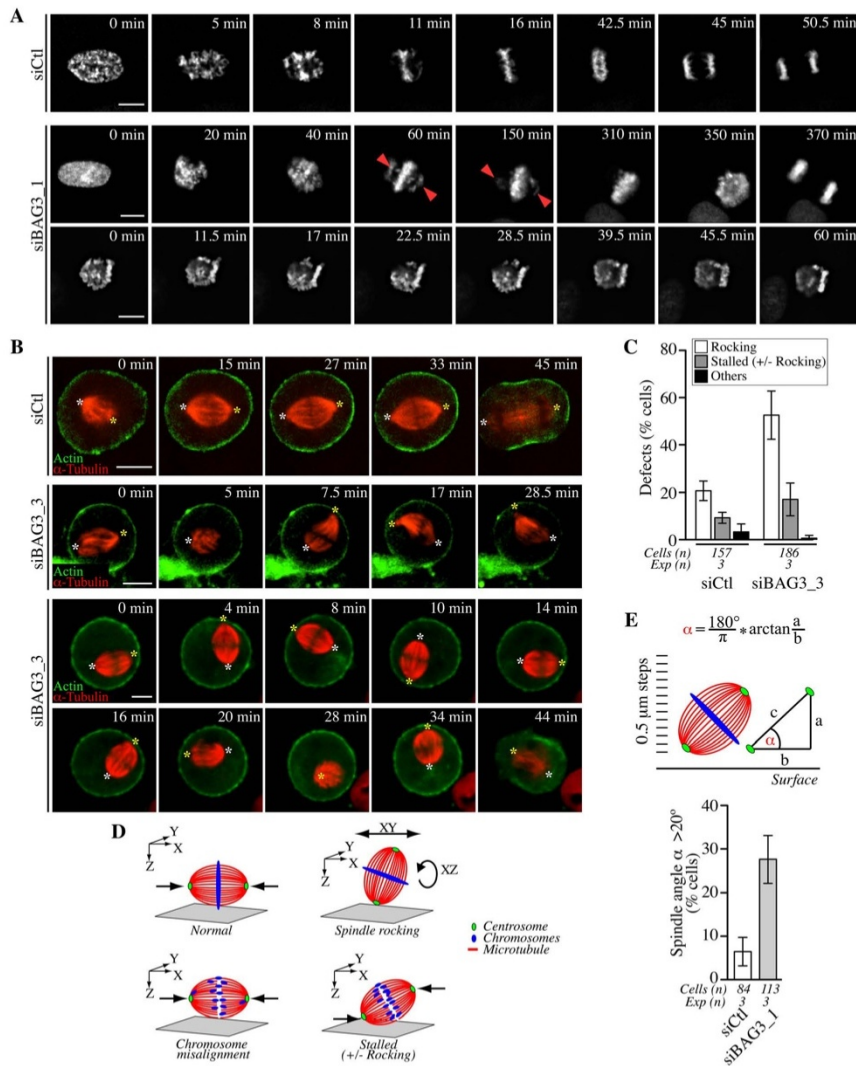 A
siCtl
0 min 5 min 8 min 11 min 16 min 42.5 min 45 min 50.5 min
siBAG3_1
0 min 20 min 40 min 60 min 150 min 310 min 350 min 370 min
0 min 11.5 min 17 min 22.5 min 28.5 min 39.5 min 45.5 min 60 min
B
siCtl
0 min 15 min 27 min 33 min 45 min
* * * * * * * * * *
Actin
α-Tubulin
siBAG3_3
0 min 5 min 7.5 min 17 min 28.5 min
* * * * * * * *
Actin
α-Tubulin
siBAG3_3
0 min 4 min 8 min 10 min 14 min
* * * * * * * * * *
Actin
α-Tubulin
16 min 20 min 28 min 34 min 44 min
* * * * * * * * *
C
Rocking
Stalled (+/- Rocking)
Others
Defects (% cells)
80
60
40
20
0
Cells (n) 157 186
Exp (n) 3 3
siCtl siBAG3_3
D
Y
X
Z
Normal
XY
Y
X
Z
XZ
Spindle rocking
Centrosome
Chromosomes
Microtubule
Y
X
Z
Chromosome
misalignment
Y
X
Z
Stalled
(+/- Rocking)
E
α = 180°/π * arctan a/b
0.5 µm steps
c
a
α
b
Surface
Spindle angle α >20°
(% cells)
40
30
20
10
0
Cells (n) 84 113
Exp (n) 3 3
siCtl
siBAG3_1